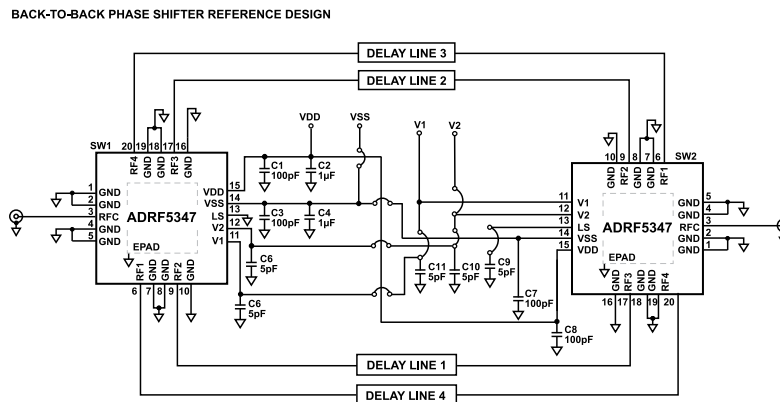 BACK-TO-BACK PHASE SHIFTER REFERENCE DESIGN
DELAY LINE 3
DELAY LINE 2
VDD
VSS
V1
V2
SW1
20 19 18 17 16
RF4
GND
GND
RF3
GND
1 GND
2 GND
3 RFC
4 GND
5 GND
ADRF5347
EPAD
VDD 15
VSS 14
LS 13
V2 12
V1 11
RF1
GND
GND
RF2
GND
6 7 8 9 10
C1
100pF
C2
1µF
C3
100pF
C4
1µF
C6
5pF
C6
5pF
C11
5pF
C10
5pF
C9
5pF
C7
100pF
C8
100pF
SW2
10 9 8 7 6
GND
RF2
GND
GND
RF1
11 V1
12 V2
13 LS
14 VSS
15 VDD
ADRF5347
EPAD
GND 5
GND 4
RFC 3
GND 2
GND 1
GND
RF3
GND
GND
RF4
16 17 18 19 20
DELAY LINE 1
DELAY LINE 4